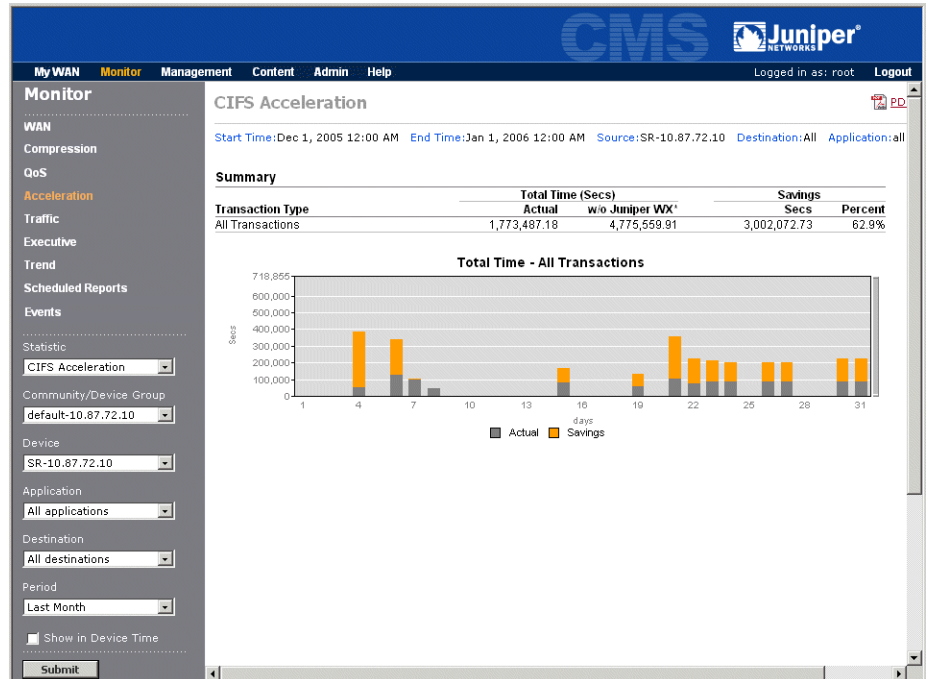 CMS
Juniper®
NETWORKS
My WAN Monitor Management Content Admin Help
Logged in as: root Logout
Monitor
WAN
Compression
QoS
Acceleration
Traffic
Executive
Trend
Scheduled Reports
Events
Statistic
CIFS Acceleration
Community/Device Group
default-10.87.72.10
Device
SR-10.87.72.10
Application
All applications
Destination
All destinations
Period
Last Month
Show in Device Time
Submit
CIFS Acceleration
PD
Start Time:Dec 1, 2005 12:00 AM End Time:Jan 1, 2006 12:00 AM Source:SR-10.87.72.10 Destination:All Application:all
Summary
Total Time (Secs) Savings
Transaction Type Actual w/o Juniper WX* Secs Percent
All Transactions 1,773,487.18 4,775,559.91 3,002,072.73 62.9%
Total Time - All Transactions
718,855
600,000
500,000
400,000
300,000
200,000
100,000
0
Secs
1 4 7 10 13 16 19 22 25 28 31
days
Actual Savings